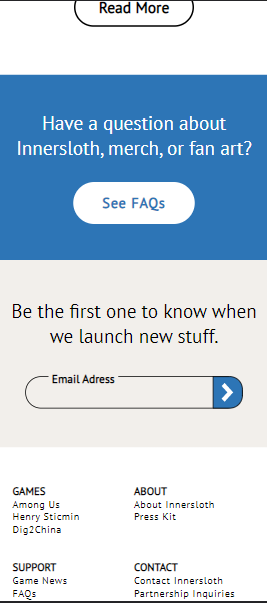 Read More
Have a question about
Innersloth, merch, or fan art?
See FAQs
Be the first one to know when
we launch new stuff.
Email Adress
GAMES
Among Us
Henry Sticmin
Dig2China
ABOUT
About Innersloth
Press Kit
SUPPORT
Game News
FAQs
CONTACT
Contact Innersloth
Partnership Inquiries